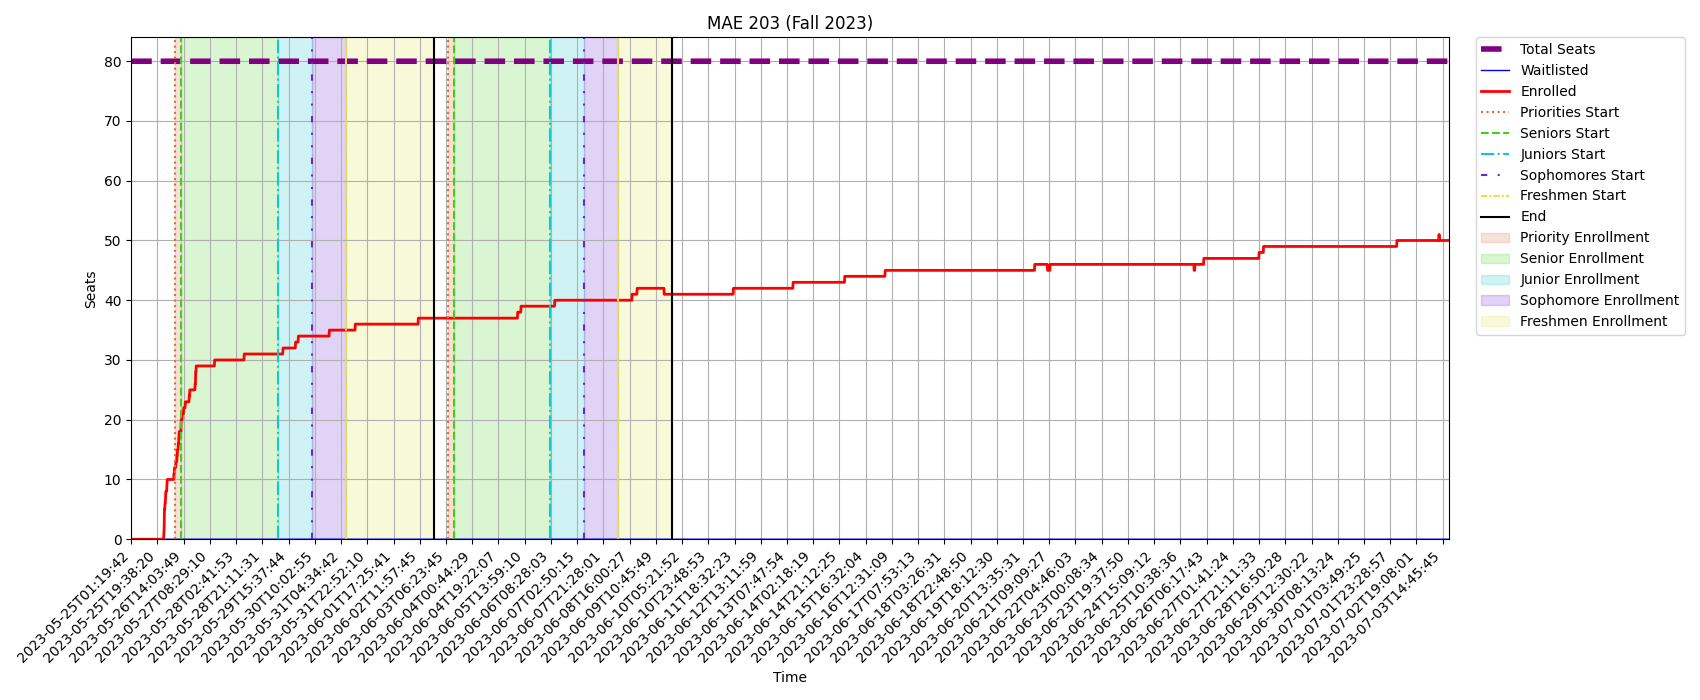 MAE 203 (Fall 2023)
Seats
80
70
60
50
40
30
20
10
0
2023-05-25T01:19:42
2023-05-25T19:38:20
2023-05-26T14:03:49
2023-05-27T08:29:10
2023-05-28T02:41:53
2023-05-28T21:11:31
2023-05-29T15:37:44
2023-05-30T10:02:55
2023-05-31T04:34:42
2023-05-31T22:52:10
2023-06-01T17:25:41
2023-06-02T11:57:45
2023-06-03T06:23:45
2023-06-04T00:44:29
2023-06-04T19:22:07
2023-06-05T13:59:10
2023-06-06T08:28:03
2023-06-07T02:50:15
2023-06-07T21:28:01
2023-06-08T16:00:27
2023-06-09T10:45:49
2023-06-10T05:21:52
2023-06-10T23:48:53
2023-06-11T18:32:23
2023-06-12T13:11:59
2023-06-13T07:47:54
2023-06-14T02:18:19
2023-06-14T21:12:25
2023-06-15T16:32:04
2023-06-16T12:31:09
2023-06-17T07:53:13
2023-06-18T03:26:31
2023-06-18T22:48:50
2023-06-19T18:12:30
2023-06-20T13:35:31
2023-06-21T09:09:27
2023-06-22T04:46:03
2023-06-23T00:08:34
2023-06-23T19:37:50
2023-06-24T15:09:12
2023-06-25T10:38:36
2023-06-26T06:17:43
2023-06-27T01:41:24
2023-06-27T21:11:33
2023-06-28T16:50:28
2023-06-29T12:30:22
2023-06-30T08:13:24
2023-07-01T03:49:25
2023-07-01T23:28:57
2023-07-02T19:08:01
2023-07-03T14:45:45
Time
Total Seats
Waitlisted
Enrolled
Priorities Start
Seniors Start
Juniors Start
Sophomores Start
Freshmen Start
End
Priority Enrollment
Senior Enrollment
Junior Enrollment
Sophomore Enrollment
Freshmen Enrollment